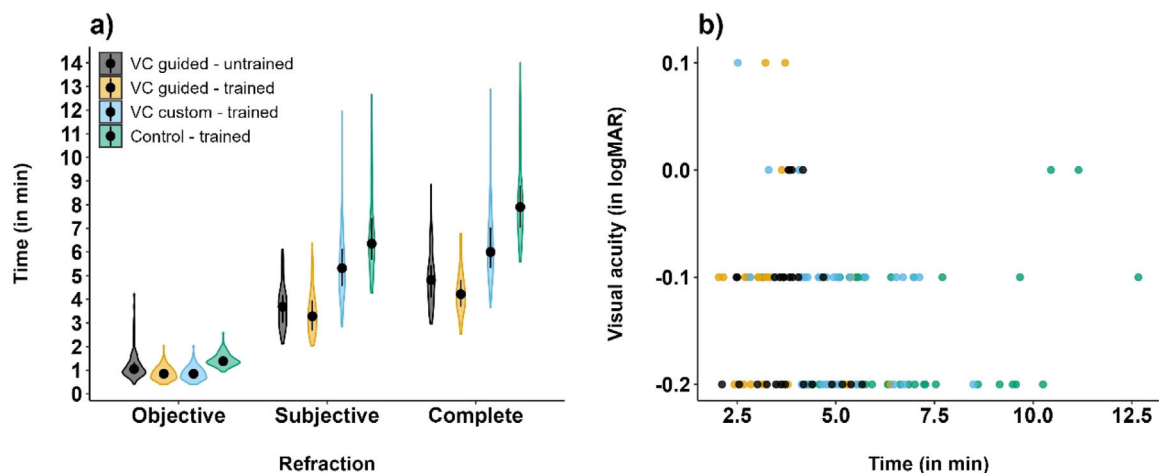 a)
14
13
12
11
10
9
8
7
6
5
4
3
2
1
0
Time (in min)
VC guided - untrained
VC guided - trained
VC custom - trained
Control - trained
Objective Subjective Complete
Refraction
b)
Visual acuity (in logMAR)
0.1
0.0
-0.1
-0.2
2.5 5.0 7.5 10.0 12.5
Time (in min)